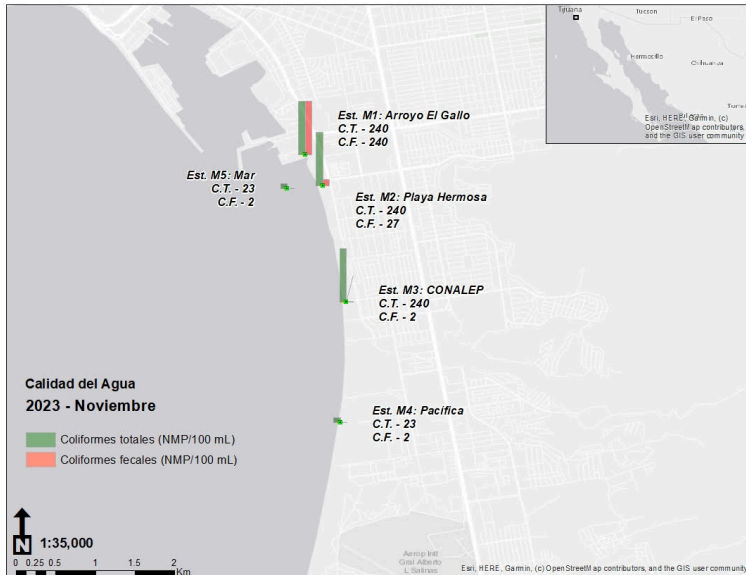 Tijuana
Tucson
El Paso
Hermosillo
Chihuahua
Esri, HERE, Garmin, (c)
OpenStreetMap contributors,
and the GIS user community
Est. M1: Arroyo El Gallo
C.T. - 240
C.F. - 240
Est. M5: Mar
C.T. - 23
C.F. - 2
Est. M2: Playa Hermosa
C.T. - 240
C.F. - 27
Est. M3: CONALEP
C.T. - 240
C.F. - 2
Est. M4: Pacífica
C.T. - 23
C.F. - 2
Calidad del Agua
2023 - Noviembre
Coliformes totales (NMP/100 mL)
Coliformes fecales (NMP/100 mL)
N
1:35,000
0 0.25 0.5 1 1.5 2
Km
Aerop Intl
Gral Alberto
L Salinas
Esri, HERE, Garmin, (c) OpenStreetMap contributors, and the GIS user community